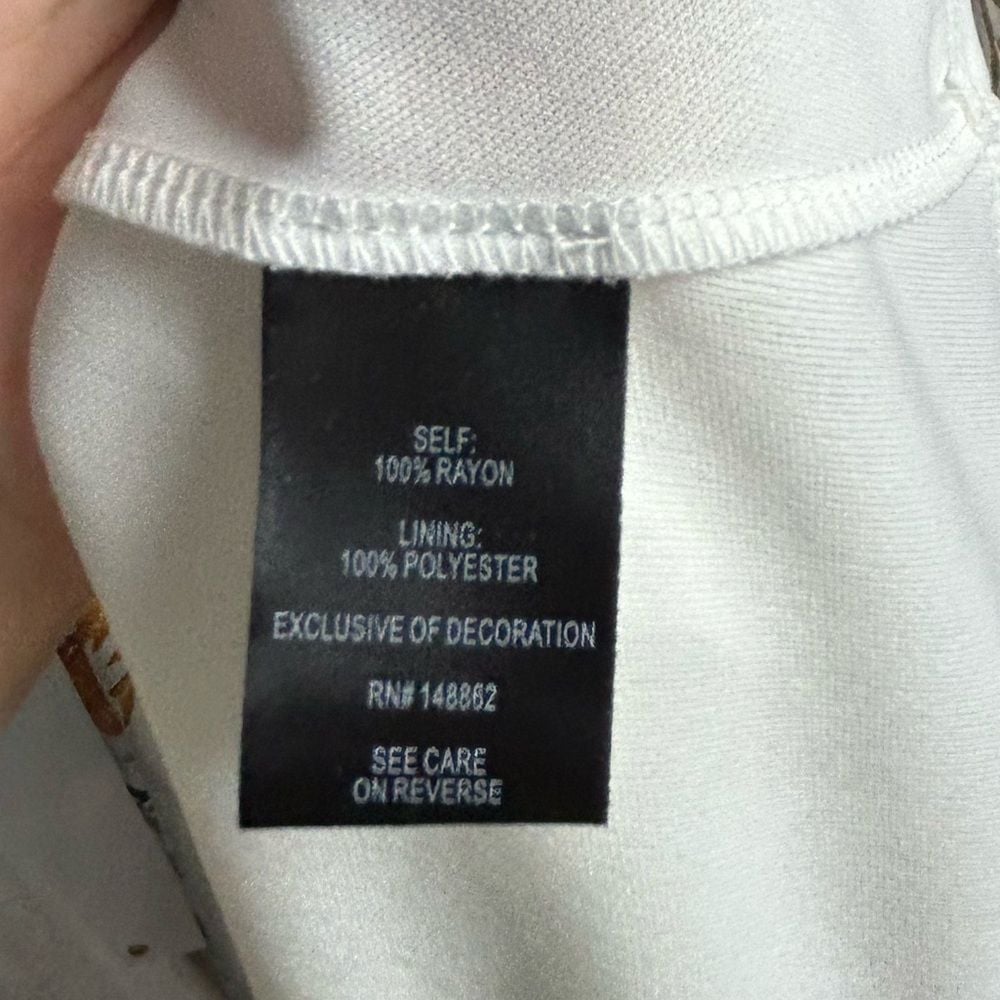 SELF:
100% RAYON
LINING:
100% POLYESTER
EXCLUSIVE OF DECORATION
RN# 148862
SEE CARE
ON REVERSE